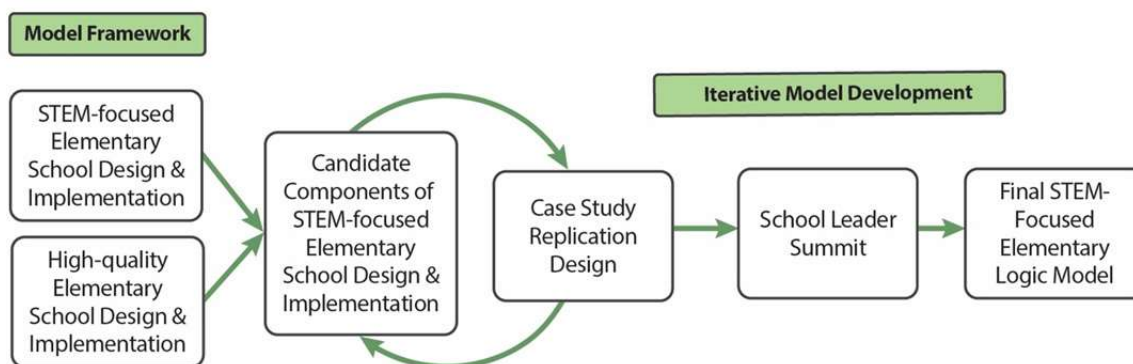 Model Framework
STEM-focused
Elementary
School Design &
Implementation
High-quality
Elementary
School Design &
Implementation
Candidate
Components of
STEM-focused
Elementary
School Design &
Implementation
Case Study
Replication
Design
Iterative Model Development
School Leader
Summit
Final STEM-
Focused
Elementary
Logic Model